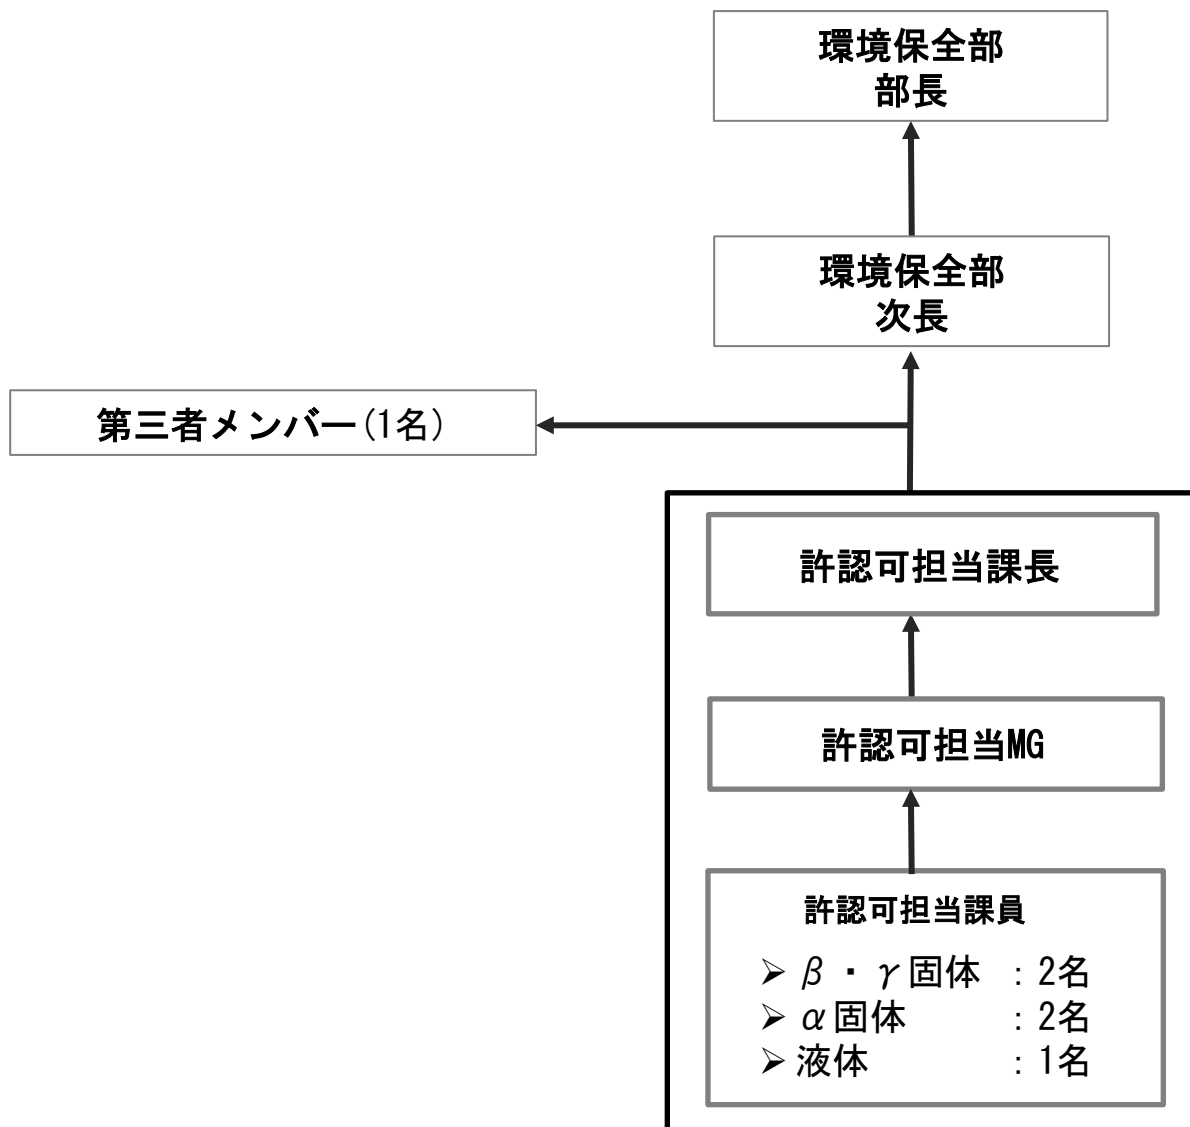 環境保全部
部長
環境保全部
次長
第三者メンバー(1名)
許認可担当課長
許認可担当MG
許認可担当課員
➢ β・γ固体 : 2名
➢ α固体 : 2名
➢ 液体 : 1名